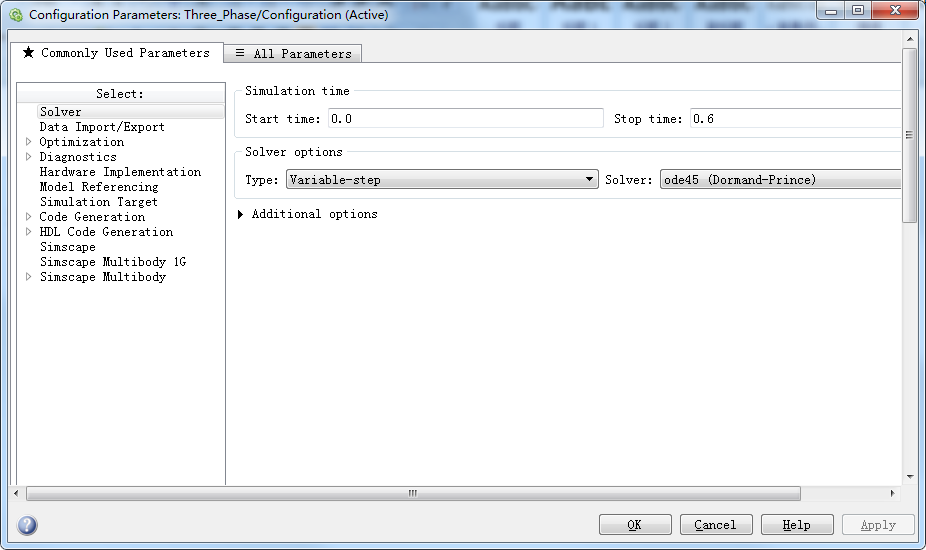 Configuration Parameters: Three_Phase/Configuration (Active)
★ Commonly Used Parameters
≡ All Parameters
Select:
Solver
Data Import/Export
Optimization
Diagnostics
Hardware Implementation
Model Referencing
Simulation Target
Code Generation
HDL Code Generation
Simscape
Simscape Multibody 1G
Simscape Multibody
Simulation time
Start time: 0.0 Stop time: 0.6
Solver options
Type: Variable-step Solver: ode45 (Dormand-Prince)
Additional options
OK Cancel Help Apply